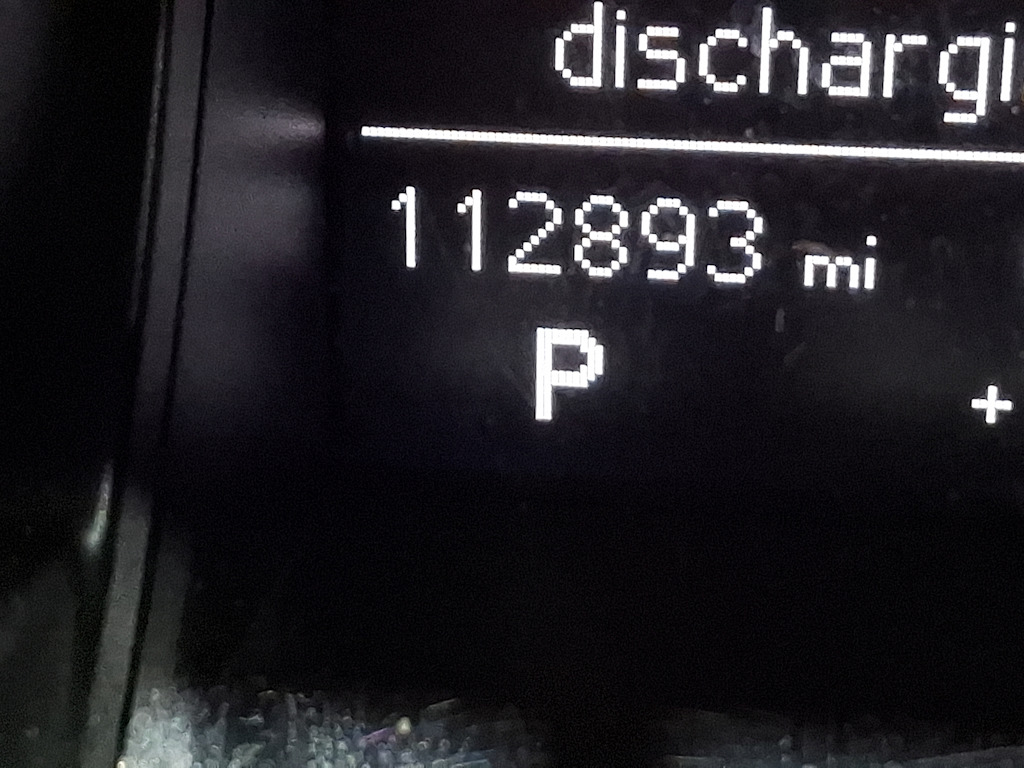 dischargi
112893 mi
P
+